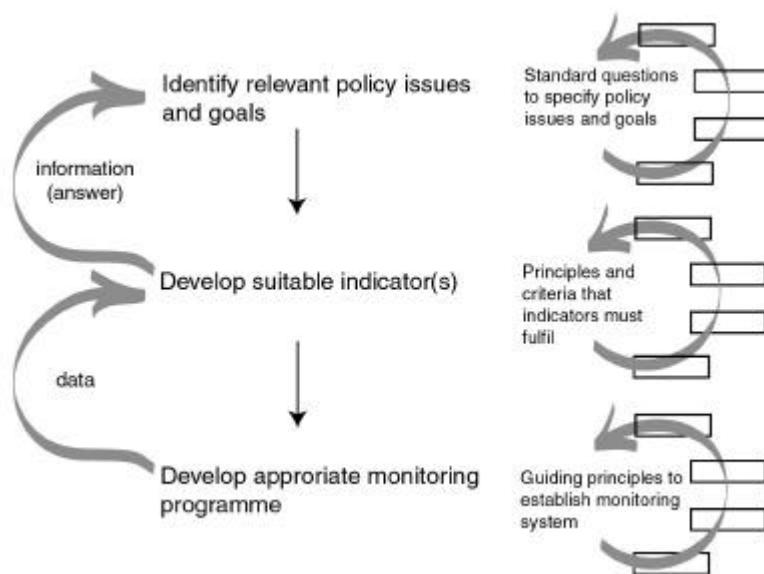 Identify relevant policy issues
and goals
Standard questions
to specify policy
issues and goals
information
(answer)
Develop suitable indicator(s)
Principles and
criteria that
indicators must
fulfil
data
Develop approriate monitoring
programme
Guiding principles to
establish monitoring
system